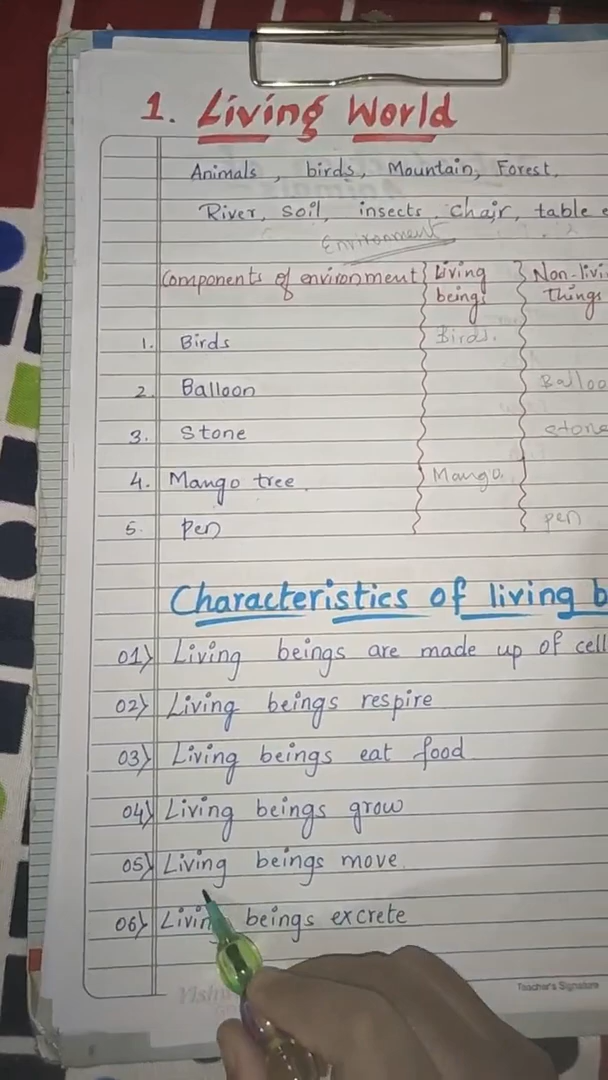 1. Living World
Animals, birds, Mountain, Forest,
River, soil, insects, chair, table
Environment
Components of environment Living beings Non-livi Things
1. Birds Birds.
2. Balloon Balloo
3. Stone stone
4. Mango tree Mango.
5. Pen pen
Characteristics of living b
01) Living beings are made up of cell
02) Living beings respire
03) Living beings eat food
04) Living beings grow
05) Living beings move.
06) Livin beings excrete
Teacher's Signature